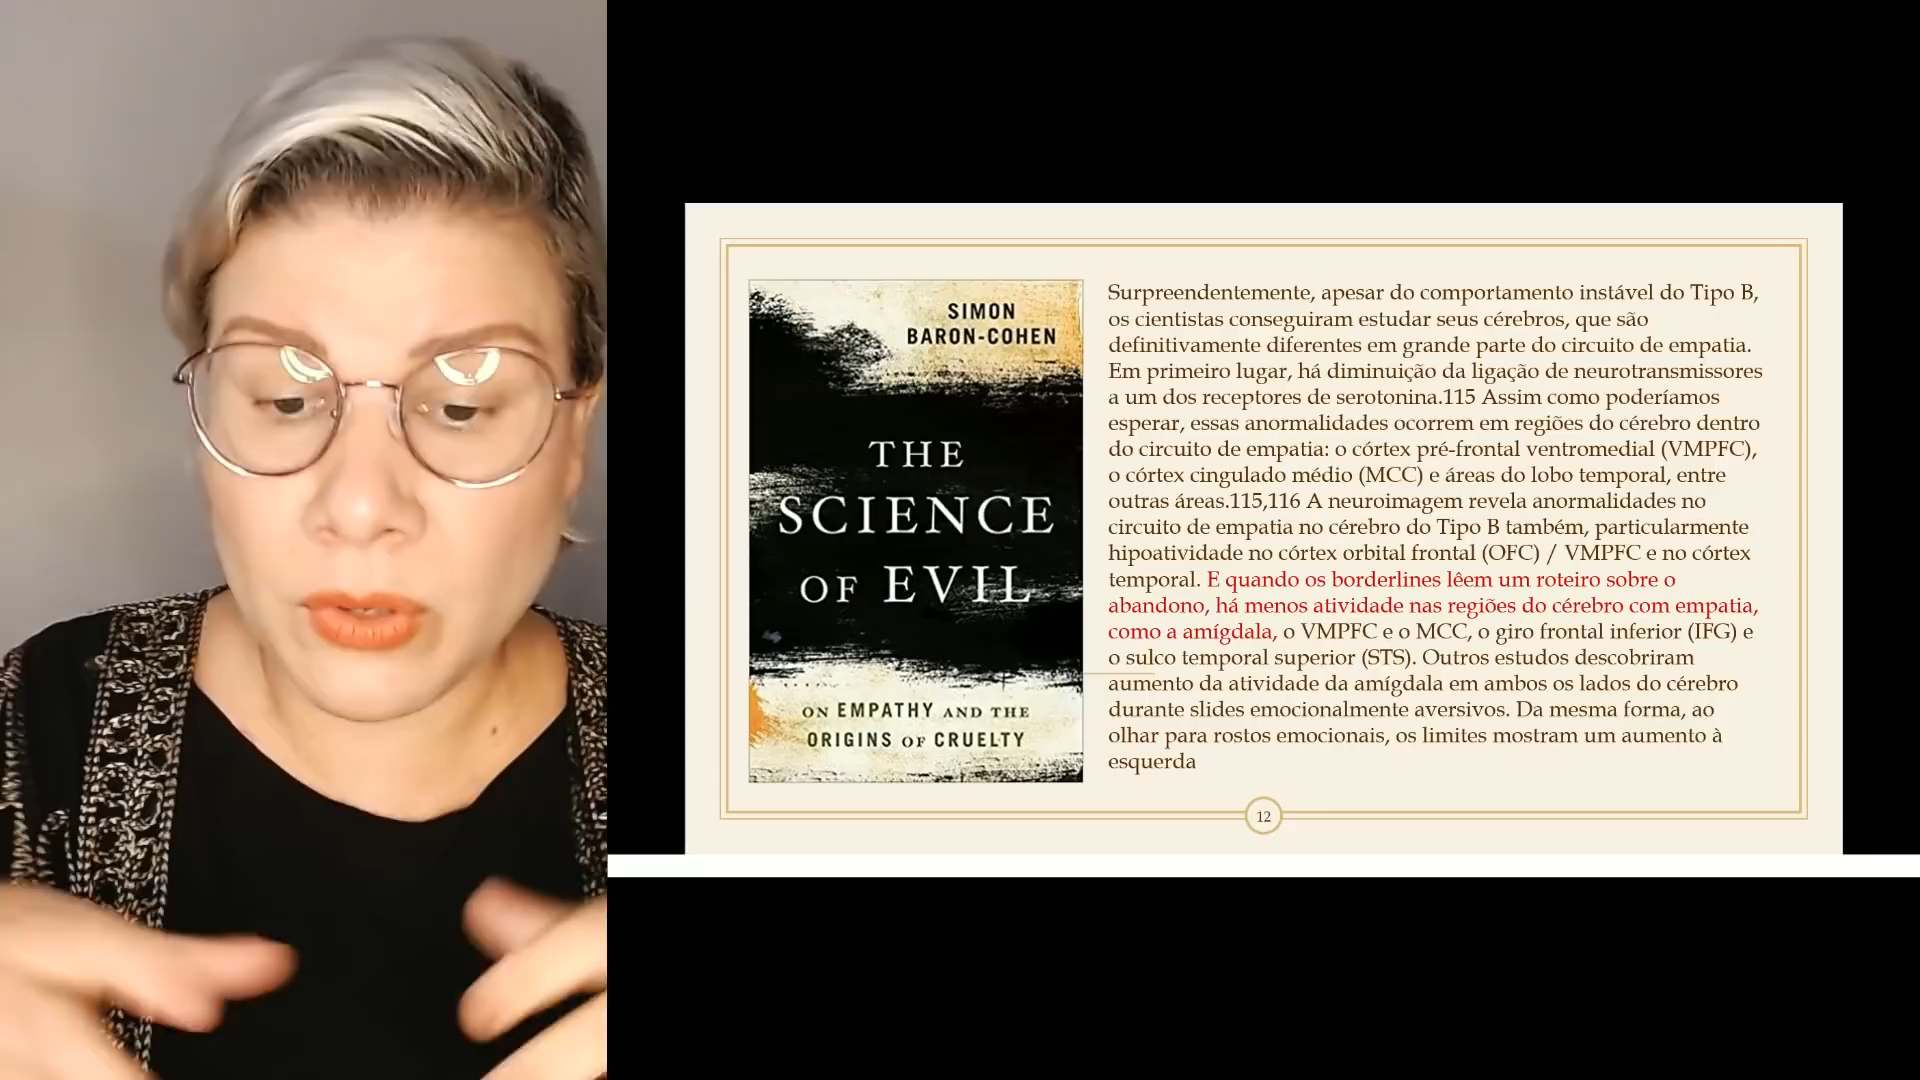 SIMON
BARON-COHEN
THE
SCIENCE
OF EVIL
ON EMPATHY AND THE
ORIGINS OF CRUELTY
Surpreendentemente, apesar do comportamento instável do Tipo B,
os cientistas conseguiram estudar seus cérebros, que são
definitivamente diferentes em grande parte do circuito de empatia.
Em primeiro lugar, há diminuição da ligação de neurotransmissores
a um dos receptores de serotonina.115 Assim como poderíamos
esperar, essas anormalidades ocorrem em regiões do cérebro dentro
do circuito de empatia: o córtex pré-frontal ventromedial (VMPFC),
o córtex cingulado médio (MCC) e áreas do lobo temporal, entre
outras áreas.115,116 A neuroimagem revela anormalidades no
circuito de empatia no cérebro do Tipo B também, particularmente
hipoatividade no córtex orbital frontal (OFC) / VMPFC e no córtex
temporal. E quando os borderlines lêem um roteiro sobre o
abandono, há menos atividade nas regiões do cérebro com empatia,
como a amígdala, o VMPFC e o MCC, o giro frontal inferior (IFG) e
o sulco temporal superior (STS). Outros estudos descobriram
aumento da atividade da amígdala em ambos os lados do cérebro
durante slides emocionalmente aversivos. Da mesma forma, ao
olhar para rostos emocionais, os limites mostram um aumento à
esquerda
12